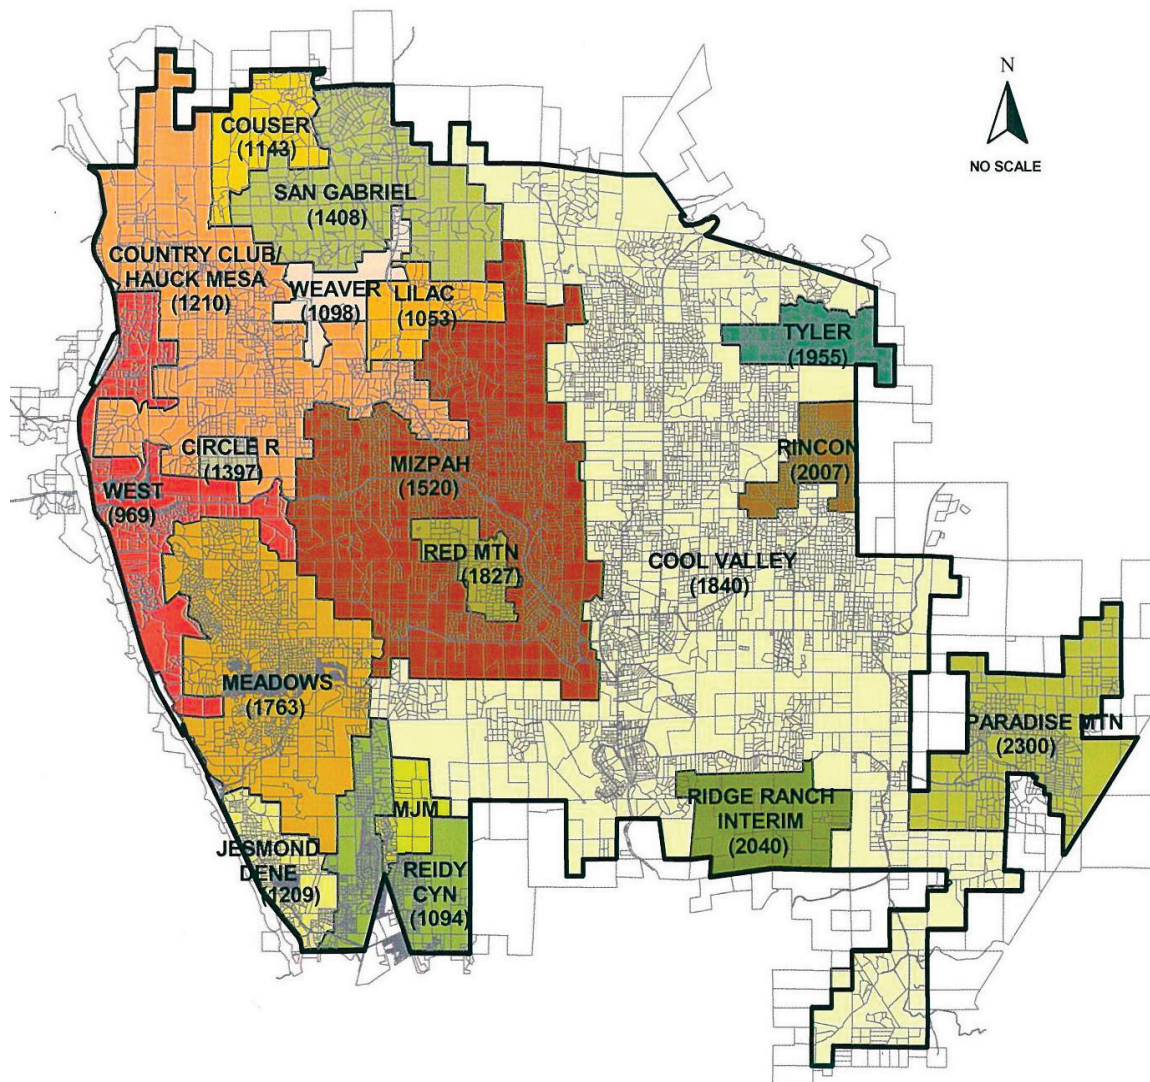 N
NO SCALE
COUSER
(1143)
SAN GABRIEL
(1408)
COUNTRY CLUB/
HAUCK MESA
(1210)
WEAVER
(1098)
LILAC
(1053)
TYLER
(1955)
CIRCLE R
(1397)
MIZPAH
(1520)
RINCON
(2007)
WEST
(969)
RED MTN
(1827)
COOL VALLEY
(1840)
MEADOWS
(1763)
PARADISE MTN
(2300)
MJM
RIDGE RANCH
INTERIM
(2040)
JESMOND
DENE
(1209)
REIDY
CYN
(1094)